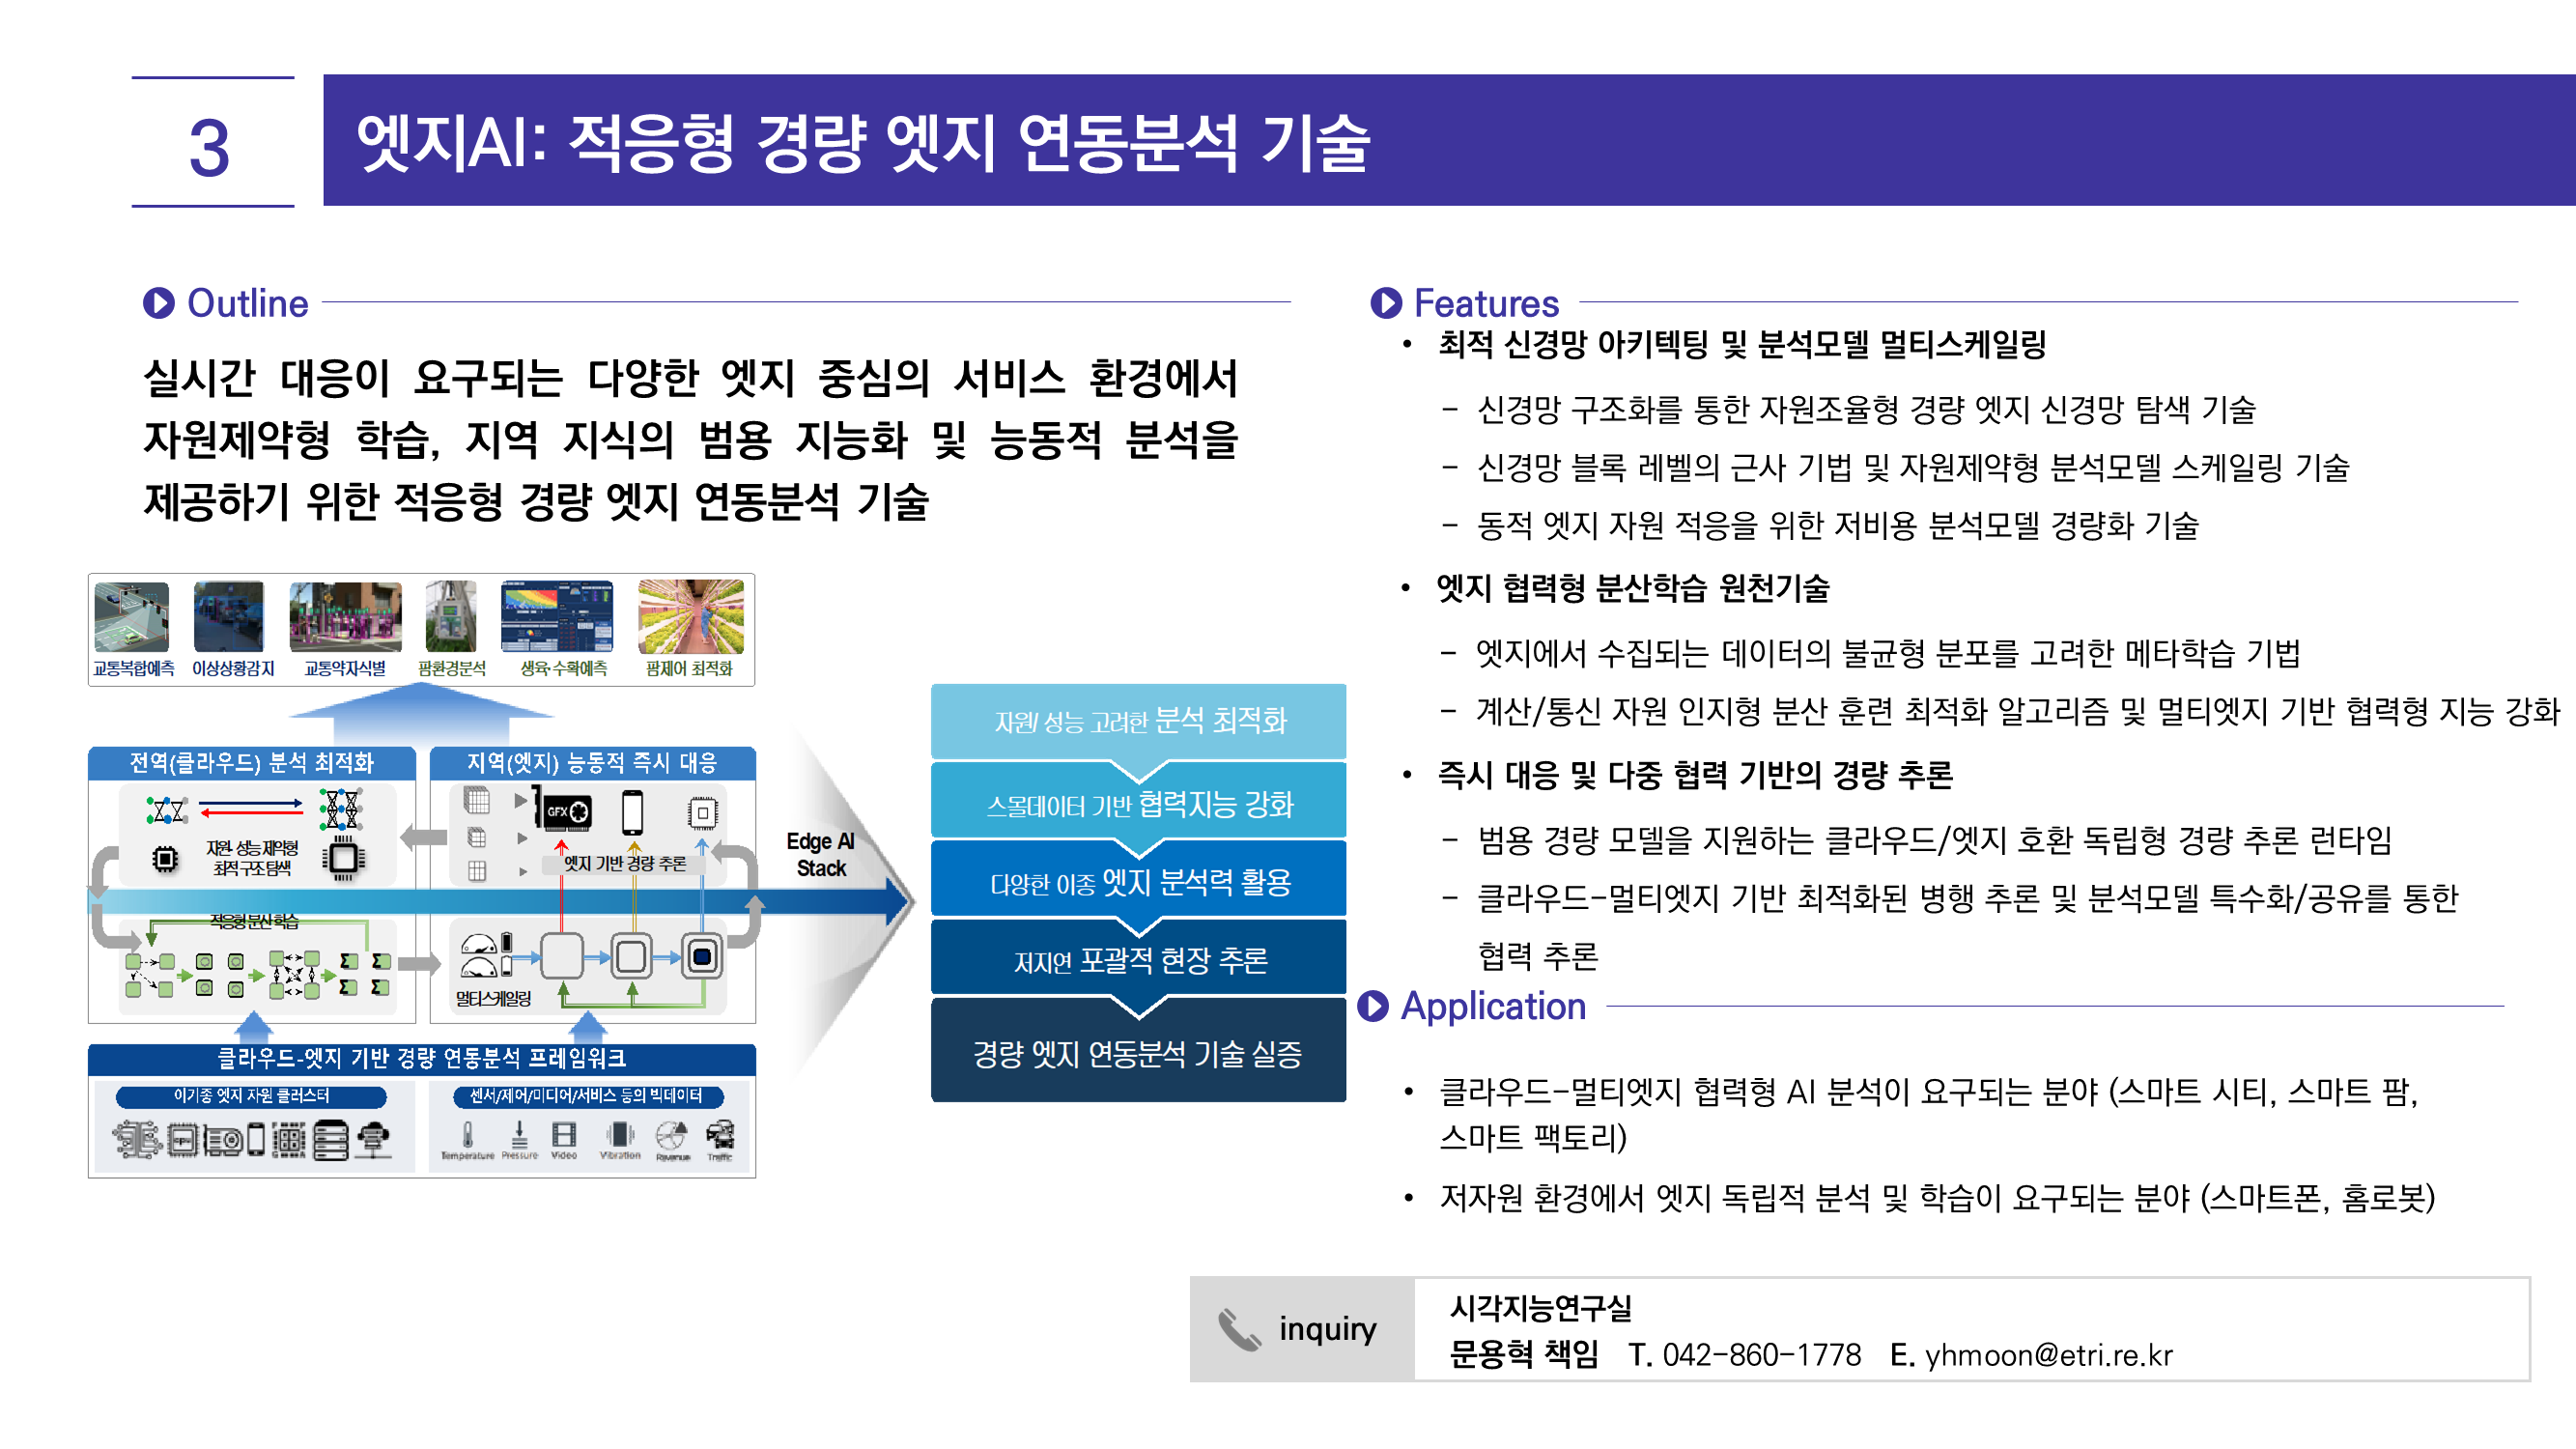 3
엣지AI: 적응형 경량 엣지 연동분석 기술
Outline
실시간 대응이 요구되는 다양한 엣지 중심의 서비스 환경에서
자원제약형 학습, 지역 지식의 범용 지능화 및 능동적 분석을
제공하기 위한 적응형 경량 엣지 연동분석 기술
교통복합예측 이상상황감지 교통약자식별 팜환경분석 생육·수확예측 팜제어 최적화
전역(클라우드) 분석 최적화
자원·성능 제약형
최적 구조 탐색
적응형 분산 학습
지역(엣지) 능동적 즉시 대응
GFX
엣지 기반 경량 추론
멀티스케일링
클라우드-엣지 기반 경량 연동분석 프레임워크
이기종 엣지 자원 클러스터
CPU
센서/제어/미디어/서비스 등의 빅데이터
Temperature Pressure Video Vibration Revenue Traffic
Edge AI
Stack
자원/ 성능 고려한 분석 최적화
스몰데이터 기반 협력지능 강화
다양한 이종 엣지 분석력 활용
저지연 포괄적 현장 추론
경량 엣지 연동분석 기술 실증
Features
• 최적 신경망 아키텍팅 및 분석모델 멀티스케일링
- 신경망 구조화를 통한 자원조율형 경량 엣지 신경망 탐색 기술
- 신경망 블록 레벨의 근사 기법 및 자원제약형 분석모델 스케일링 기술
- 동적 엣지 자원 적응을 위한 저비용 분석모델 경량화 기술
• 엣지 협력형 분산학습 원천기술
- 엣지에서 수집되는 데이터의 불균형 분포를 고려한 메타학습 기법
- 계산/통신 자원 인지형 분산 훈련 최적화 알고리즘 및 멀티엣지 기반 협력형 지능 강화
• 즉시 대응 및 다중 협력 기반의 경량 추론
- 범용 경량 모델을 지원하는 클라우드/엣지 호환 독립형 경량 추론 런타임
- 클라우드-멀티엣지 기반 최적화된 병행 추론 및 분석모델 특수화/공유를 통한
협력 추론
Application
• 클라우드-멀티엣지 협력형 AI 분석이 요구되는 분야 (스마트 시티, 스마트 팜,
스마트 팩토리)
• 저자원 환경에서 엣지 독립적 분석 및 학습이 요구되는 분야 (스마트폰, 홈로봇)
inquiry
시각지능연구실
문용혁 책임 T. 042-860-1778 E. yhmoon@etri.re.kr